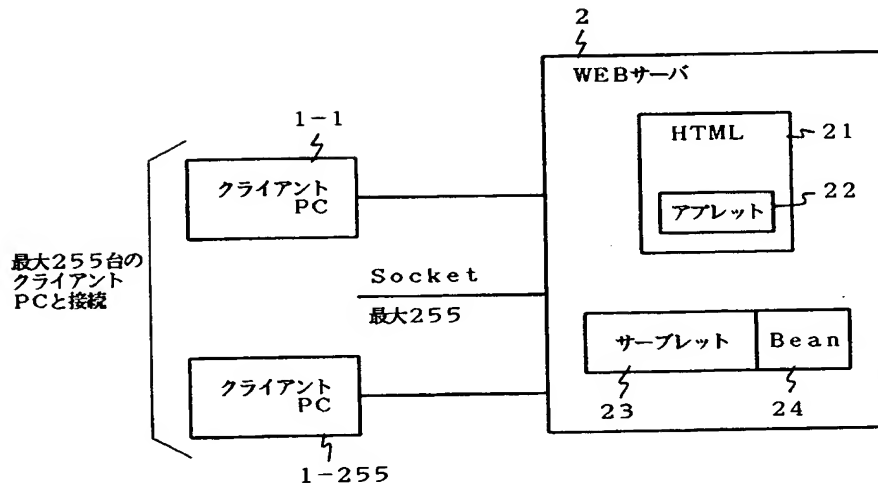 2
WEBサーバ
1-1
HTML
21
クライアント
PC
アプレット
22
最大255台の
クライアント
PCと接続
Socket
最大255
サーブレット
Bean
クライアント
PC
23
24
1-255